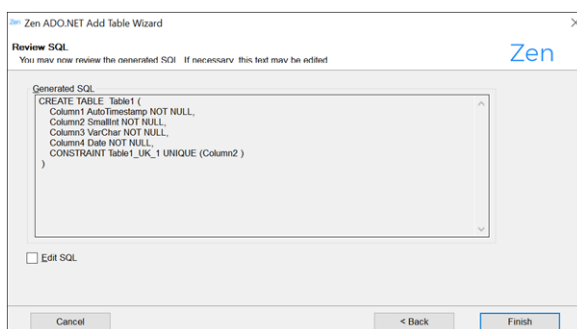 Zen Zen ADO.NET Add Table Wizard
Review SQL
You may now review the generated SQL. If necessary, this text may be edited
Zen
Generated SQL
CREATE TABLE Table1 (
Column1 AutoTimestamp NOT NULL,
Column2 SmallInt NOT NULL,
Column3 VarChar NOT NULL,
Column4 Date NOT NULL,
CONSTRAINT Table1_UK_1 UNIQUE (Column2 )
)
Edit SQL
Cancel
< Back
Finish